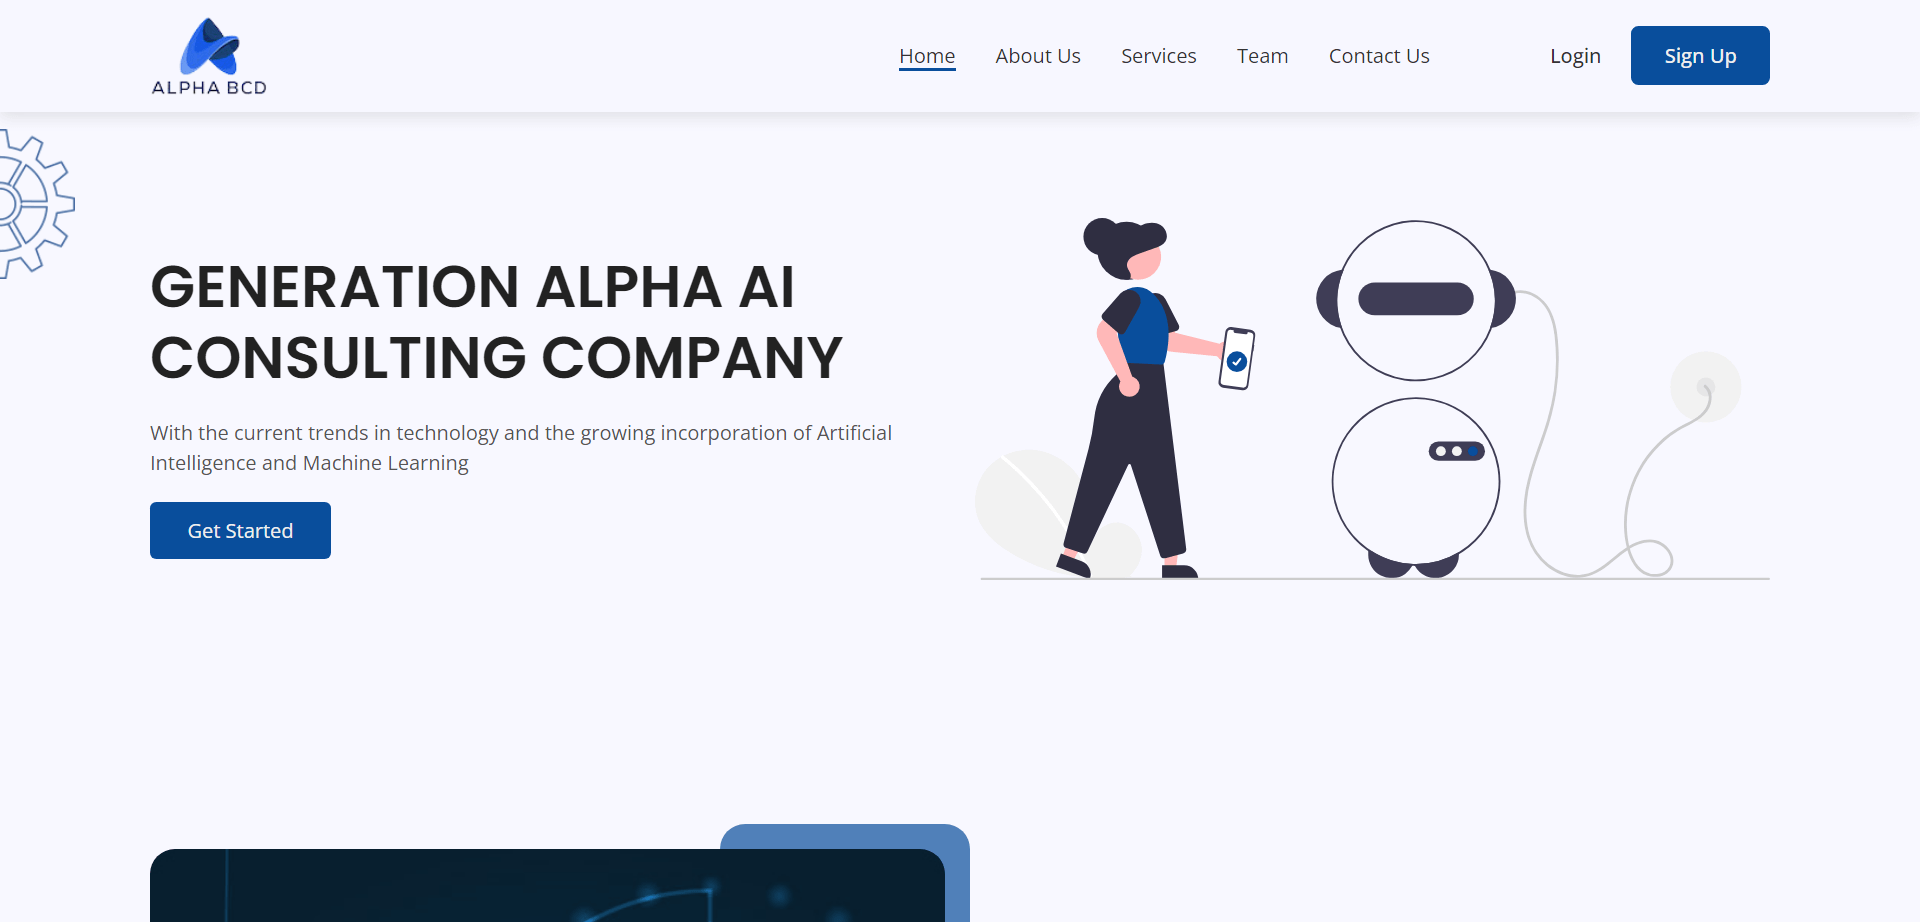 ALPHA BCD
Home
About Us
Services
Team
Contact Us
Login
Sign Up
GENERATION ALPHA AI
CONSULTING COMPANY
With the current trends in technology and the growing incorporation of Artificial
Intelligence and Machine Learning
Get Started